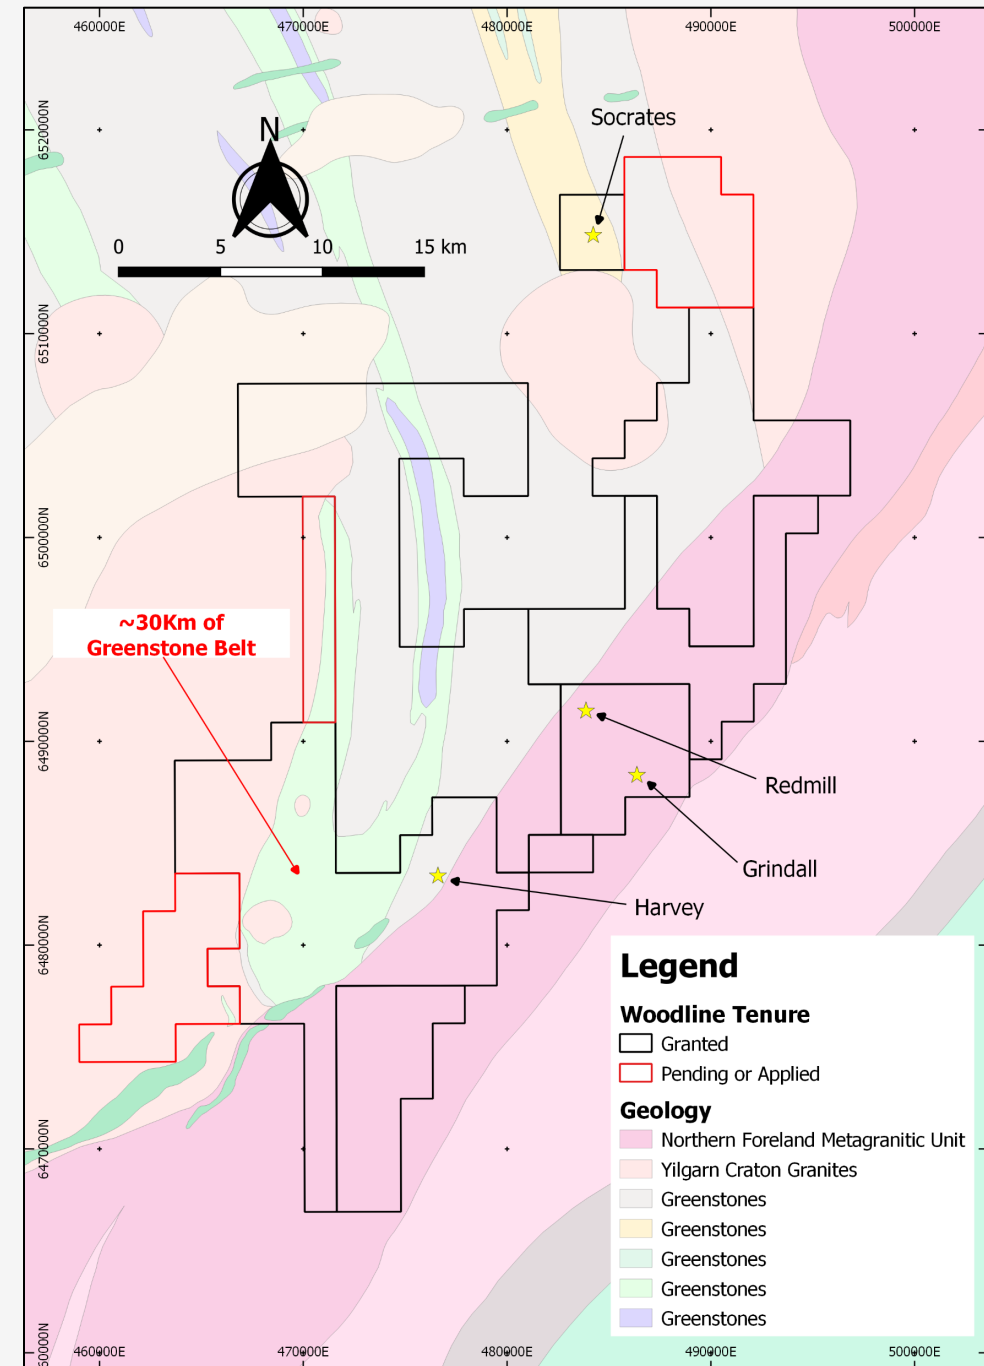 460000E 470000E 480000E 490000E 500000E
6520000N
Socrates
N
0 5 10 15 km
6510000N
6500000N
~30Km of
Greenstone Belt
6490000N
Redmill
Grindall
Harvey
6480000N
Legend
Woodline Tenure
Granted
Pending or Applied
Geology
Northern Foreland Metagranitic Unit
6470000N
Yilgarn Craton Granites
Greenstones
Greenstones
Greenstones
Greenstones
Greenstones
60000N
460000E 470000E 480000E 490000E 500000E